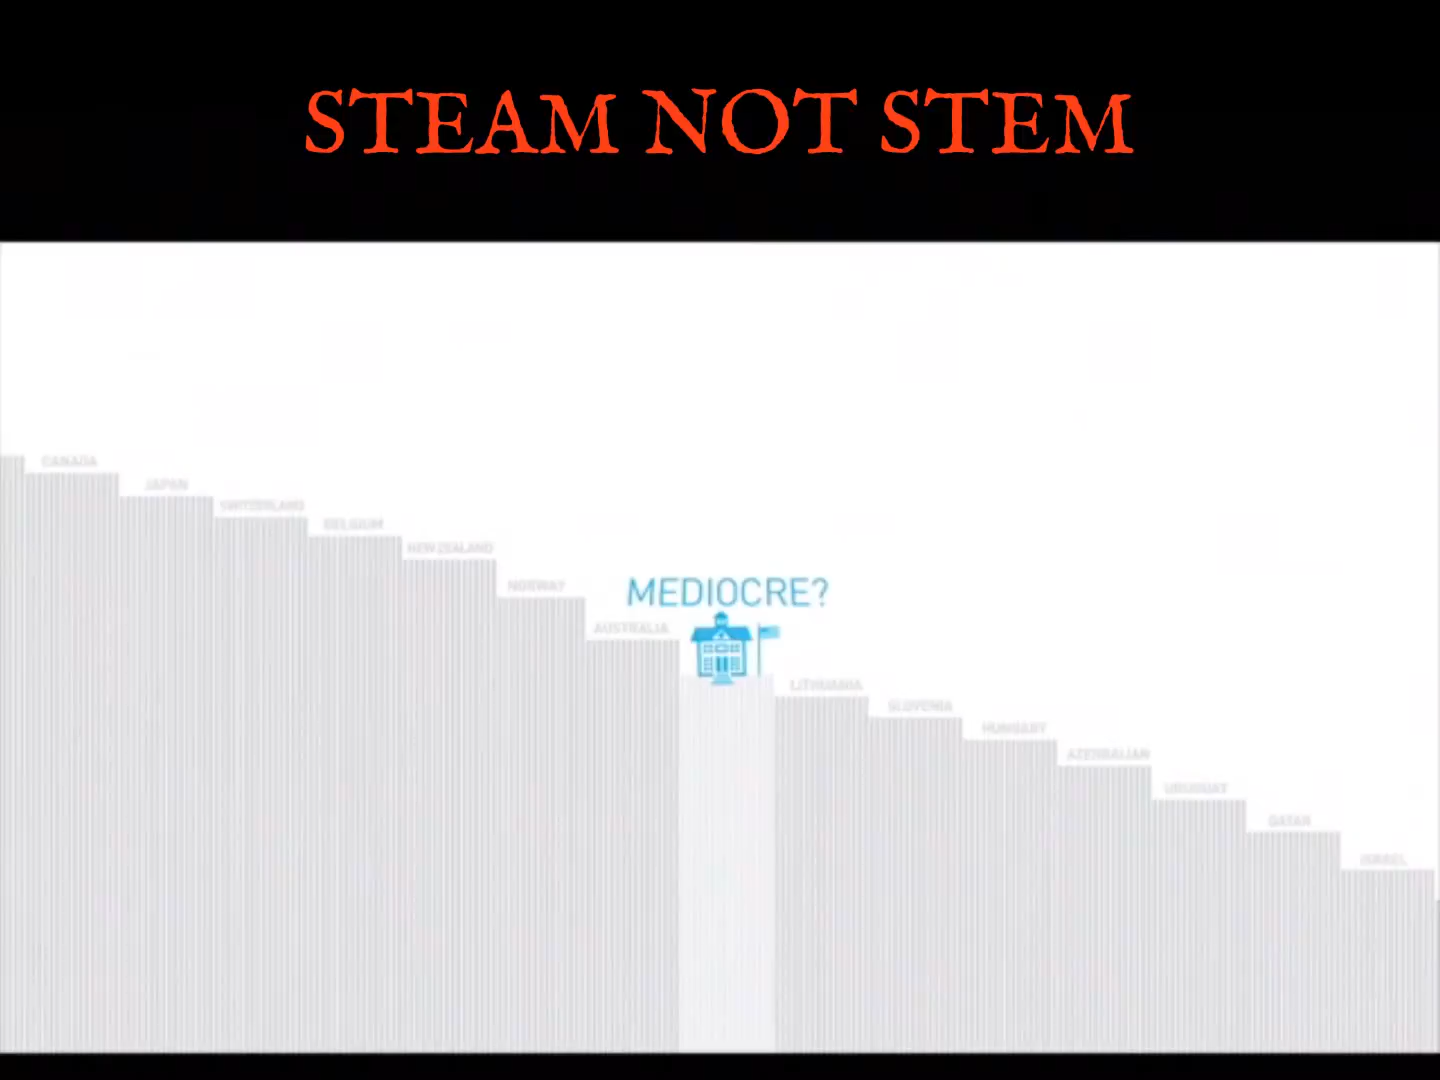 STEAM NOT STEM
CANADA
JAPAN
SWITZERLAND
BELGIUM
NEW ZEALAND
NORWAY
MEDIOCRE?
AUSTRALIA
LITHUANIA
SLOVENIA
HUNGARY
AZERBAIJAN
URUGUAY
QATAR
ISRAEL